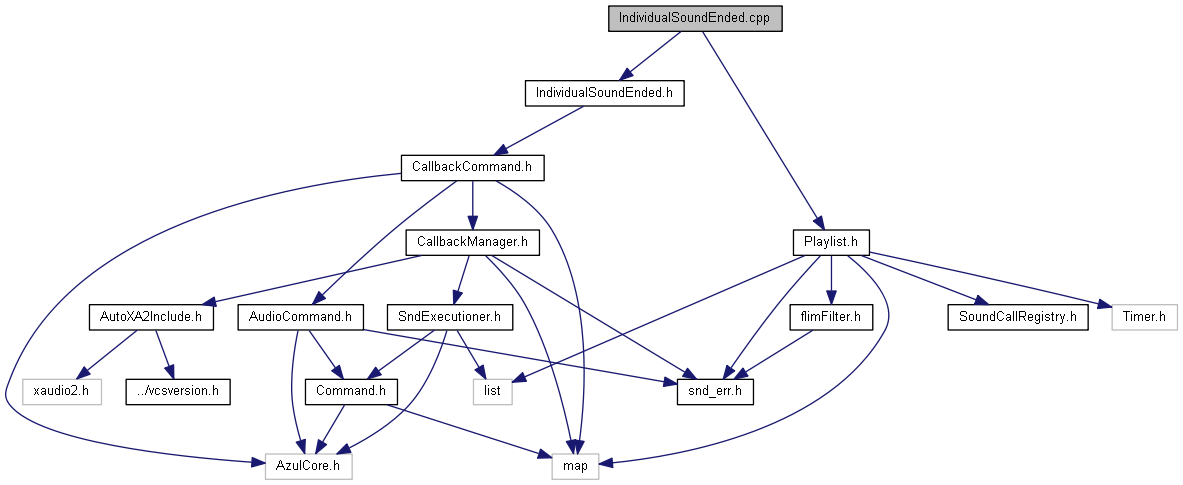 IndividualSoundEnded.cpp
IndividualSoundEnded.h
CallbackCommand.h
CallbackManager.h
Playlist.h
AutoXA2Include.h
AudioCommand.h
SndExecutioner.h
flimFilter.h
SoundCallRegistry.h
Timer.h
xaudio2.h
../vcsversion.h
Command.h
list
snd_err.h
AzulCore.h
map